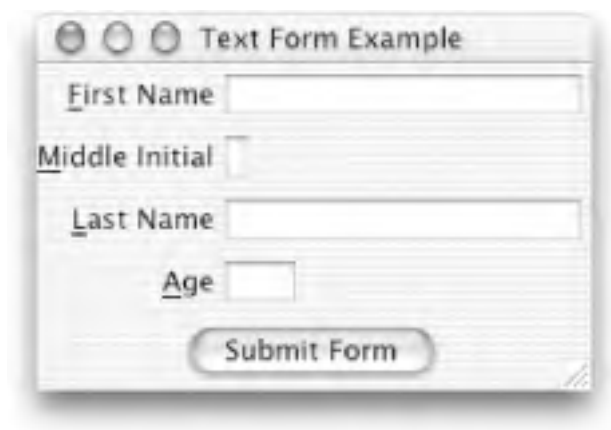 Text Form Example
First Name
Middle Initial
Last Name
Age
Submit Form